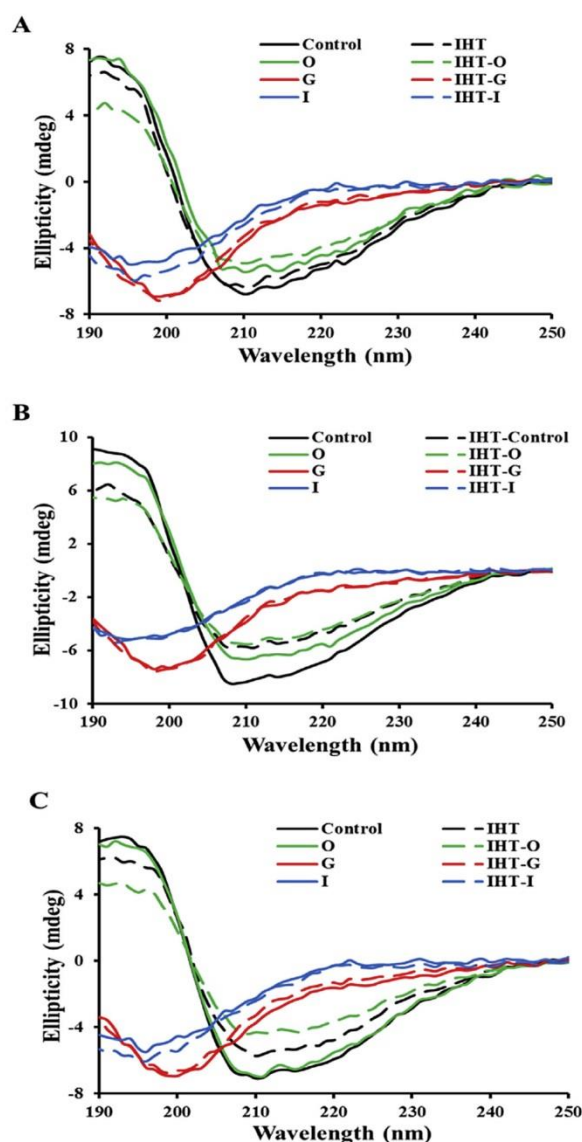 A
Control IHT
O IHT-O
G IHT-G
I IHT-I
8
4
0
-4
-8
Ellipticity (mdeg)
190 200 210 220 230 240 250
Wavelength (nm)
B
Control IHT-Control
O IHT-O
G IHT-G
I IHT-I
10
6
2
-2
-6
-10
Ellipticity (mdeg)
190 200 210 220 230 240 250
Wavelength (nm)
C
Control IHT
O IHT-O
G IHT-G
I IHT-I
8
4
0
-4
-8
Ellipticity (mdeg)
190 200 210 220 230 240 250
Wavelength (nm)